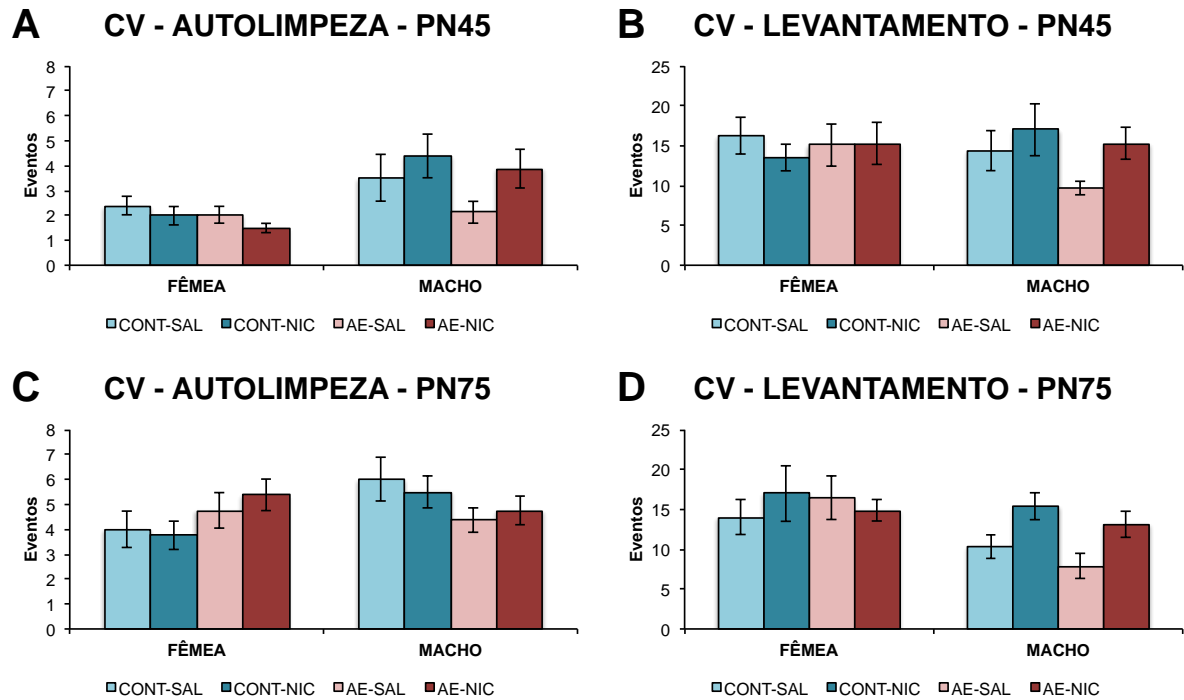 A CV - AUTOLIMPEZA - PN45
8
7
6
5
4
3
2
1
0
Eventos
FÊMEA MACHO
CONT-SAL CONT-NIC AE-SAL AE-NIC
B CV - LEVANTAMENTO - PN45
25
20
15
10
5
0
Eventos
FÊMEA MACHO
CONT-SAL CONT-NIC AE-SAL AE-NIC
C CV - AUTOLIMPEZA - PN75
8
7
6
5
4
3
2
1
0
Eventos
FÊMEA MACHO
CONT-SAL CONT-NIC AE-SAL AE-NIC
D CV - LEVANTAMENTO - PN75
25
20
15
10
5
0
Eventos
FÊMEA MACHO
CONT-SAL CONT-NIC AE-SAL AE-NIC